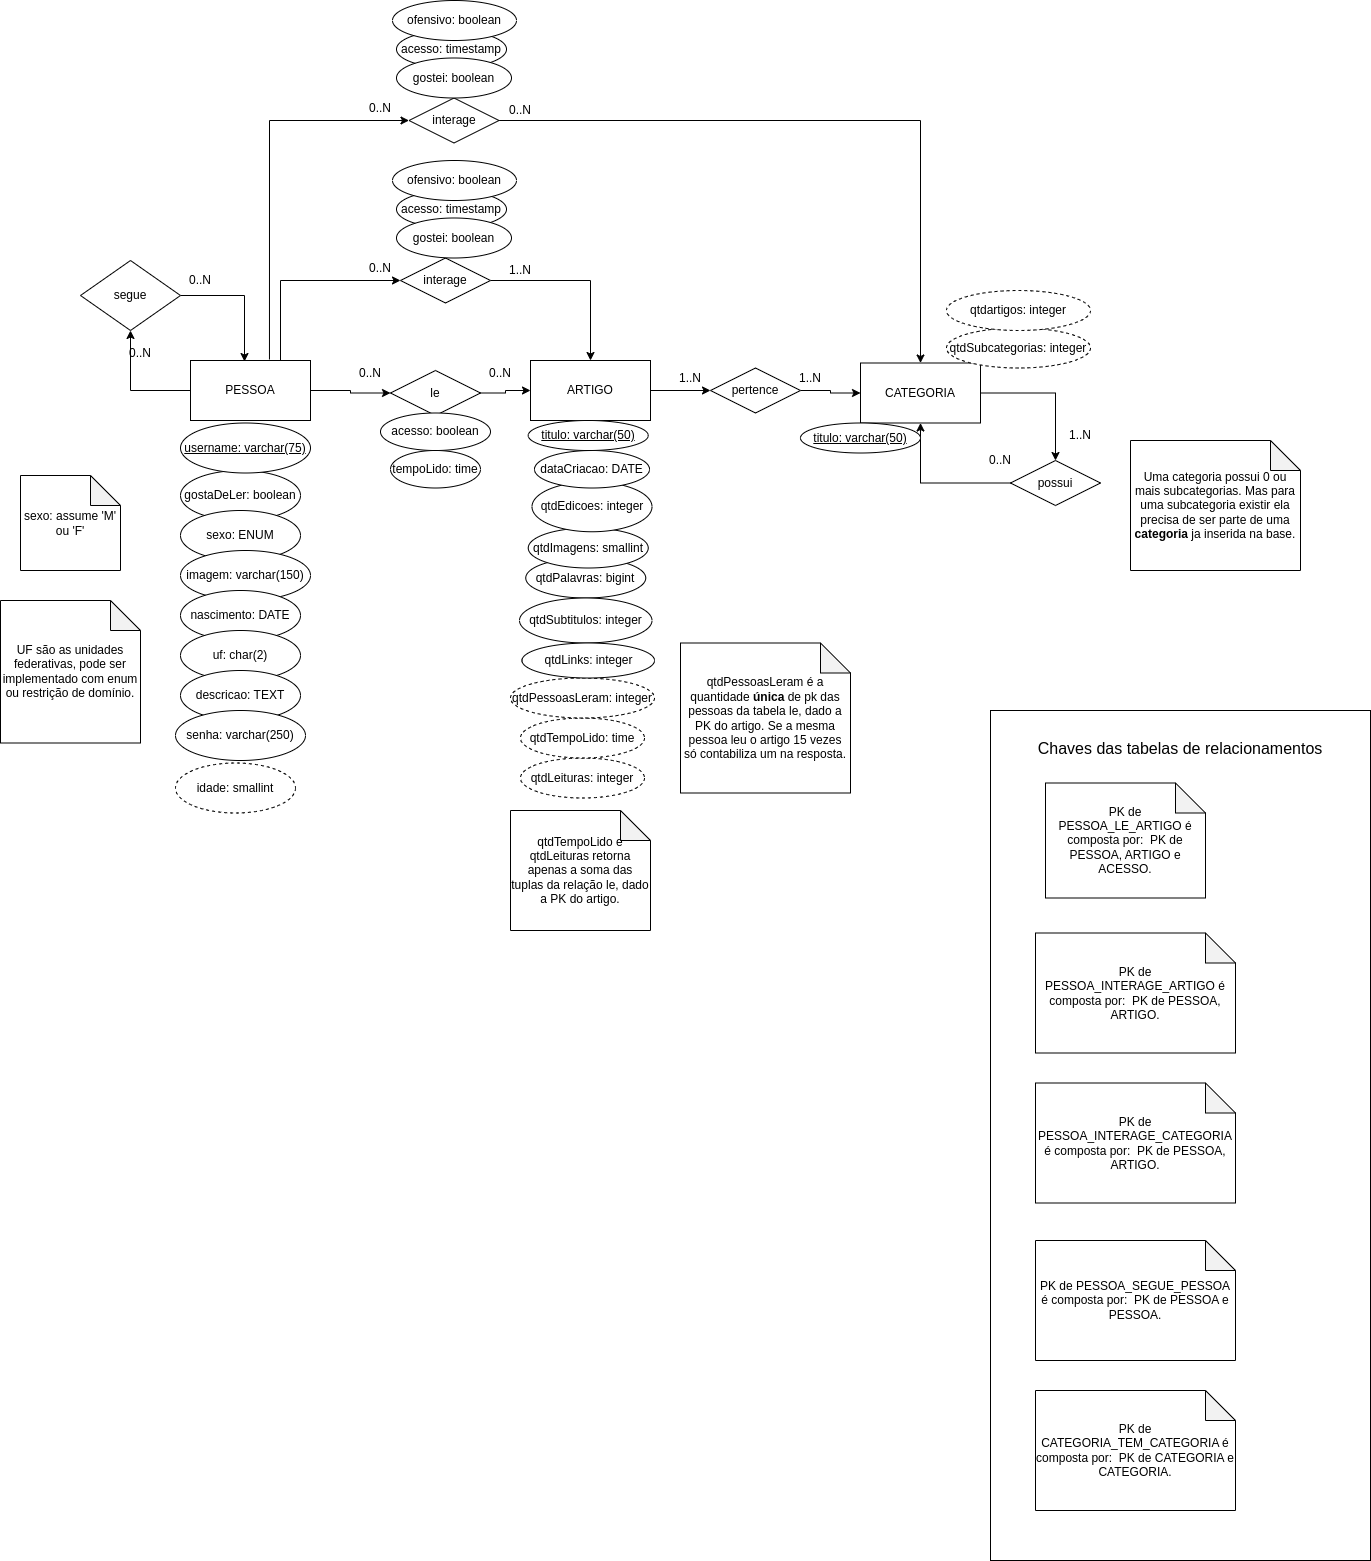 ofensivo: boolean
acesso: timestamp
gostei: boolean
0..N
interage
0..N
ofensivo: boolean
acesso: timestamp
gostei: boolean
0..N
interage
1..N
segue
0..N
0..N
PESSOA
0..N
le
0..N
ARTIGO
1..N
pertence
1..N
CATEGORIA
qtdartigos: integer
qtdSubcategorias: integer
titulo: varchar(50)
1..N
0..N
possui
Uma categoria possui 0 ou
mais subcategorias. Mas para
uma subcategoria existir ela
precisa de ser parte de uma
categoria ja inserida na base.
acesso: boolean
tempoLido: time
username: varchar(75)
gostaDeLer: boolean
sexo: ENUM
imagem: varchar(150)
nascimento: DATE
uf: char(2)
descricao: TEXT
senha: varchar(250)
idade: smallint
sexo: assume 'M'
ou 'F'
UF são as unidades
federativas, pode ser
implementado com enum
ou restrição de domínio.
titulo: varchar(50)
dataCriacao: DATE
qtdEdicoes: integer
qtdImagens: smallint
qtdPalavras: bigint
qtdSubtitulos: integer
qtdLinks: integer
qtdPessoasLeram: integer
qtdTempoLido: time
qtdLeituras: integer
qtdPessoasLeram é a
quantidade única de pk das
pessoas da tabela le, dado a
PK do artigo. Se a mesma
pessoa leu o artigo 15 vezes
só contabiliza um na resposta.
qtdTempoLido e
qtdLeituras retorna
apenas a soma das
tuplas da relação le, dado
a PK do artigo.
Chaves das tabelas de relacionamentos
PK de
PESSOA_LE_ARTIGO é
composta por: PK de
PESSOA, ARTIGO e
ACESSO.
PK de
PESSOA_INTERAGE_ARTIGO é
composta por: PK de PESSOA,
ARTIGO.
PK de
PESSOA_INTERAGE_CATEGORIA
é composta por: PK de PESSOA,
ARTIGO.
PK de PESSOA_SEGUE_PESSOA
é composta por: PK de PESSOA e
PESSOA.
PK de
CATEGORIA_TEM_CATEGORIA é
composta por: PK de CATEGORIA e
CATEGORIA.